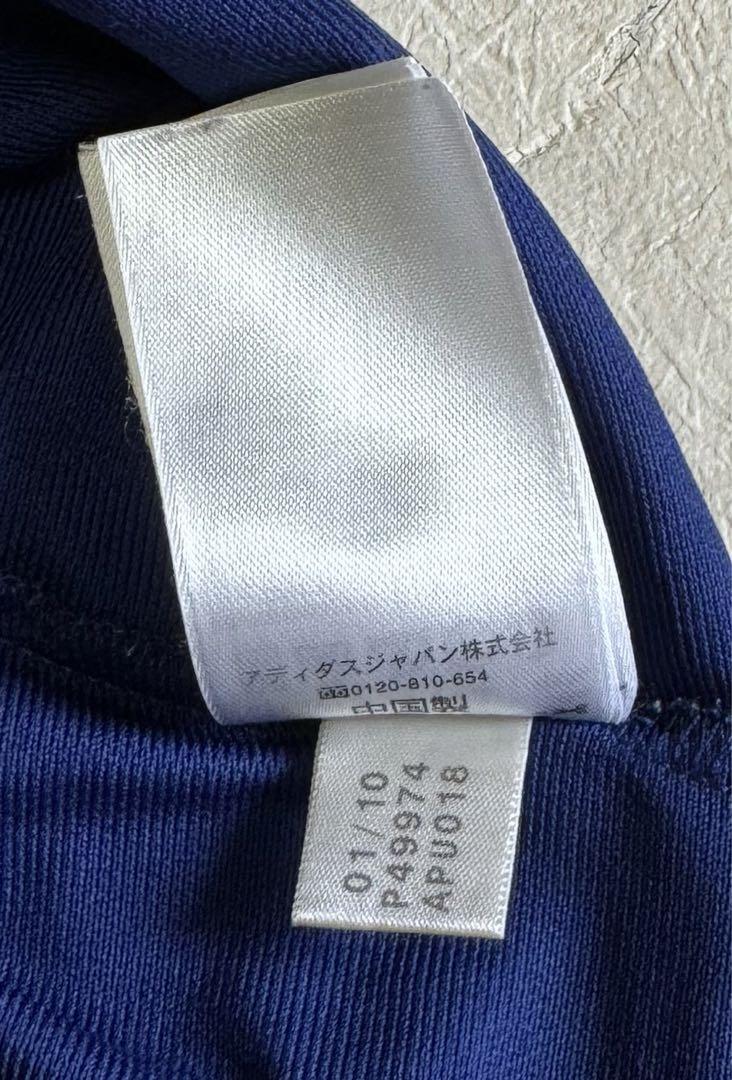 アディダスジャパン株式会社
0120-810-654
中国製
01/10
P49974
APU018